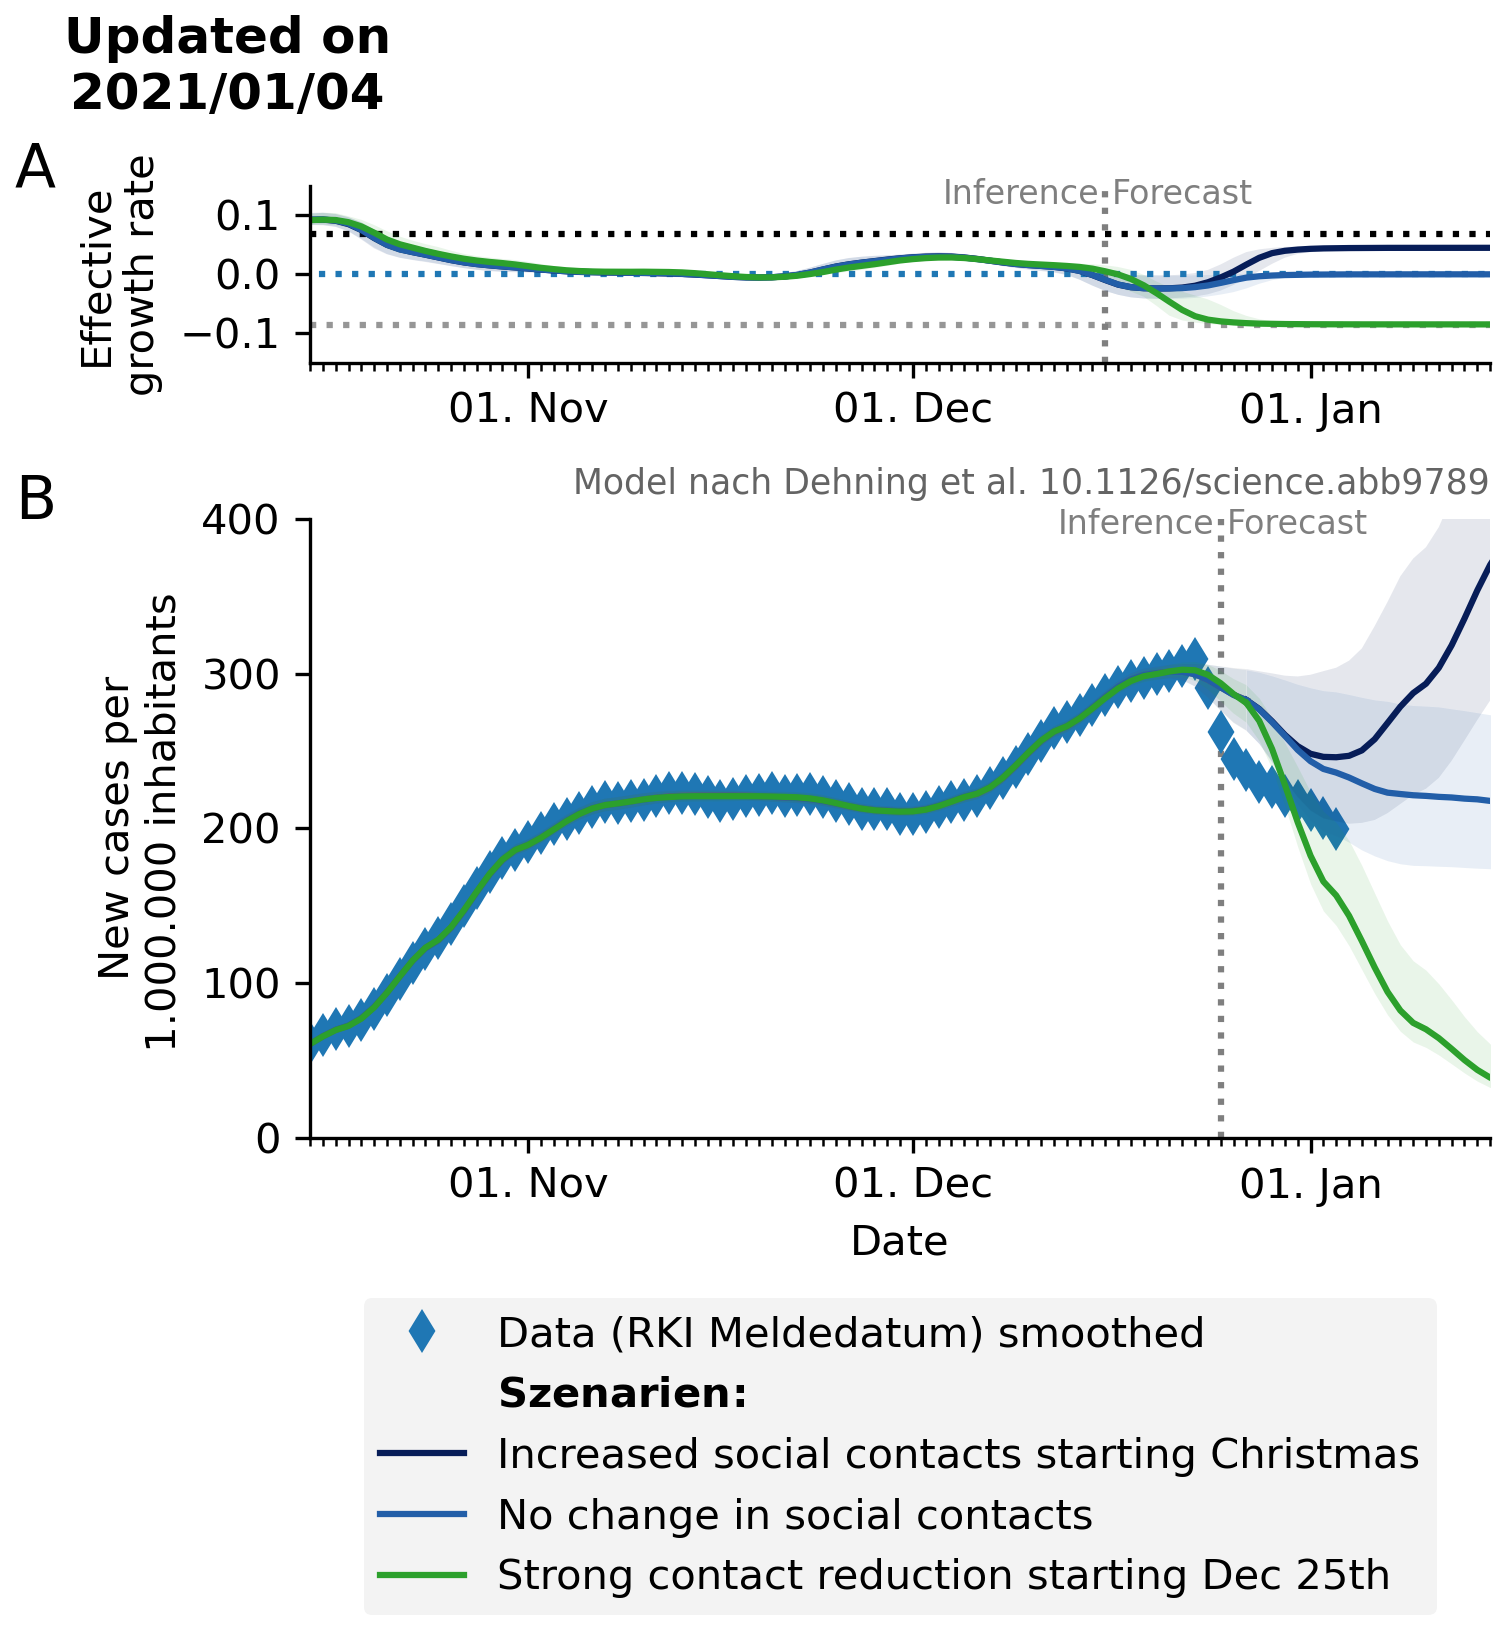 Updated on
2021/01/04
A
Effective
growth rate
0.1
0.0
−0.1
Inference Forecast
01. Nov 01. Dec 01. Jan
B
Model nach Dehning et al. 10.1126/science.abb9789
Inference Forecast
New cases per
1.000.000 inhabitants
400
300
200
100
0
01. Nov 01. Dec 01. Jan
Date
Data (RKI Meldedatum) smoothed
Szenarien:
Increased social contacts starting Christmas
No change in social contacts
Strong contact reduction starting Dec 25th